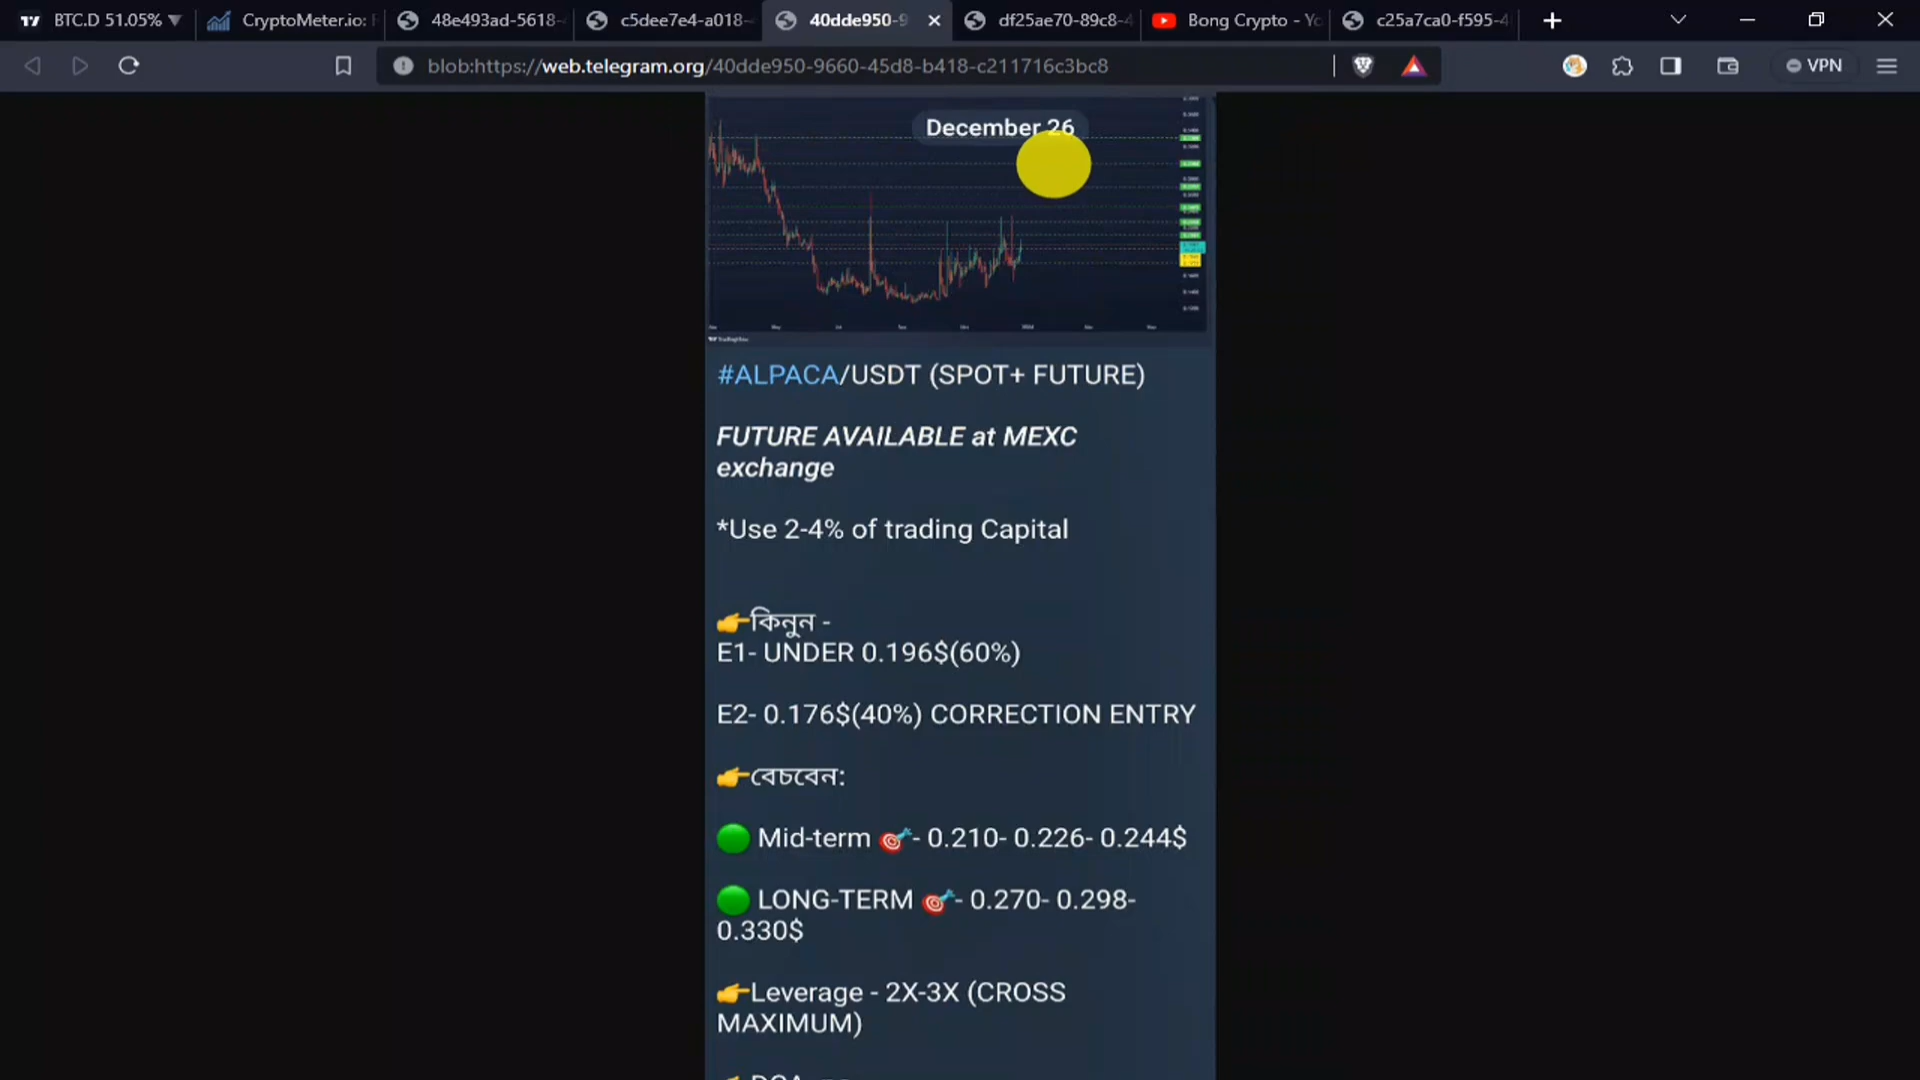 BTC.D 51.05% ▼
CryptoMeter.io:
48e493ad-5618-
c5dee7e4-a018-
40dde950-9
df25ae70-89c8-4
Bong Crypto - Yo
c25a7ca0-f595-4
blob:https://web.telegram.org/40dde950-9660-45d8-b418-c211716c3bc8
VPN
December 26
TradingView
#ALPACA/USDT (SPOT+ FUTURE)
FUTURE AVAILABLE at MEXC
exchange
*Use 2-4% of trading Capital
👉কিনুন -
E1- UNDER 0.196$(60%)
E2- 0.176$(40%) CORRECTION ENTRY
👉বেচবেন:
🟢 Mid-term 🎯- 0.210- 0.226- 0.244$
🟢 LONG-TERM 🎯- 0.270- 0.298-
0.330$
👉Leverage - 2X-3X (CROSS
MAXIMUM)